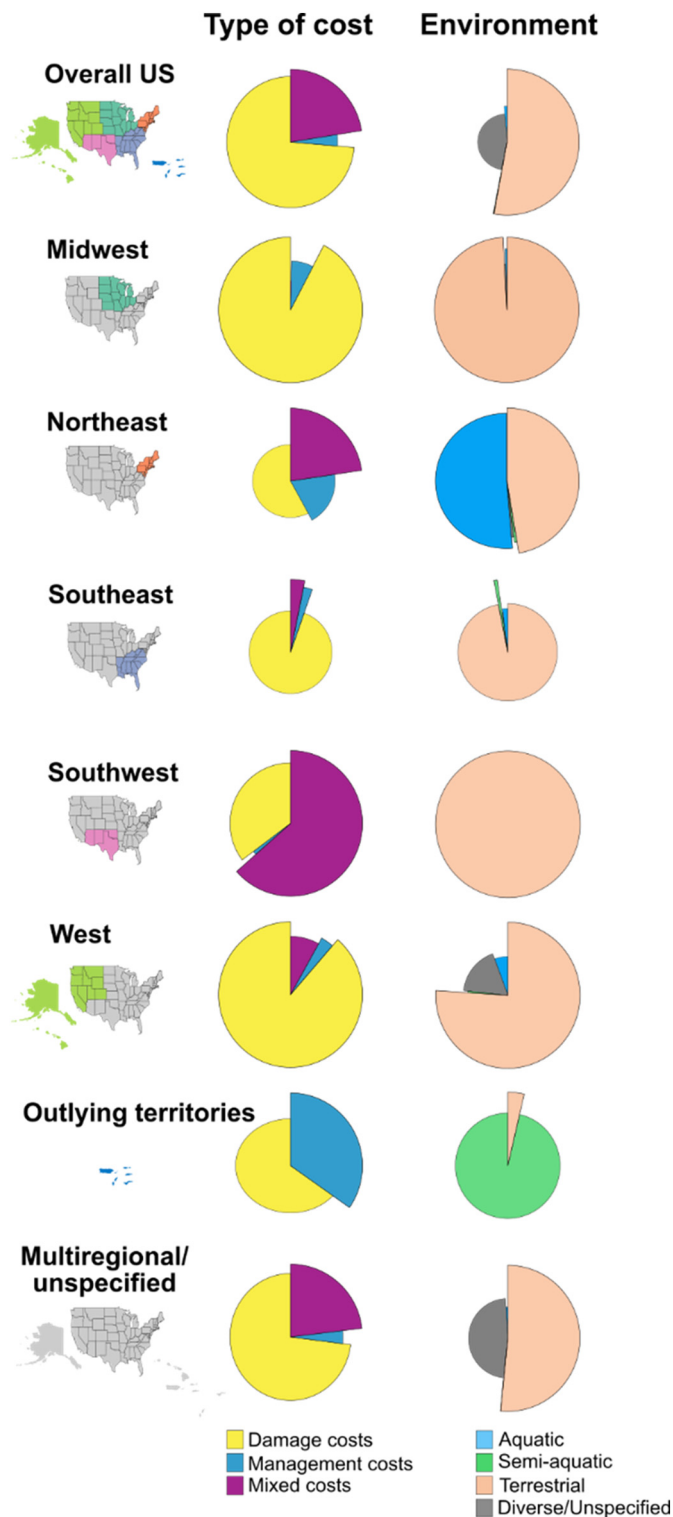 Type of cost
Environment
Overall US
Midwest
Northeast
Southeast
Southwest
West
Outlying territories
Multiregional/
unspecified
Damage costs
Management costs
Mixed costs
Aquatic
Semi-aquatic
Terrestrial
Diverse/Unspecified